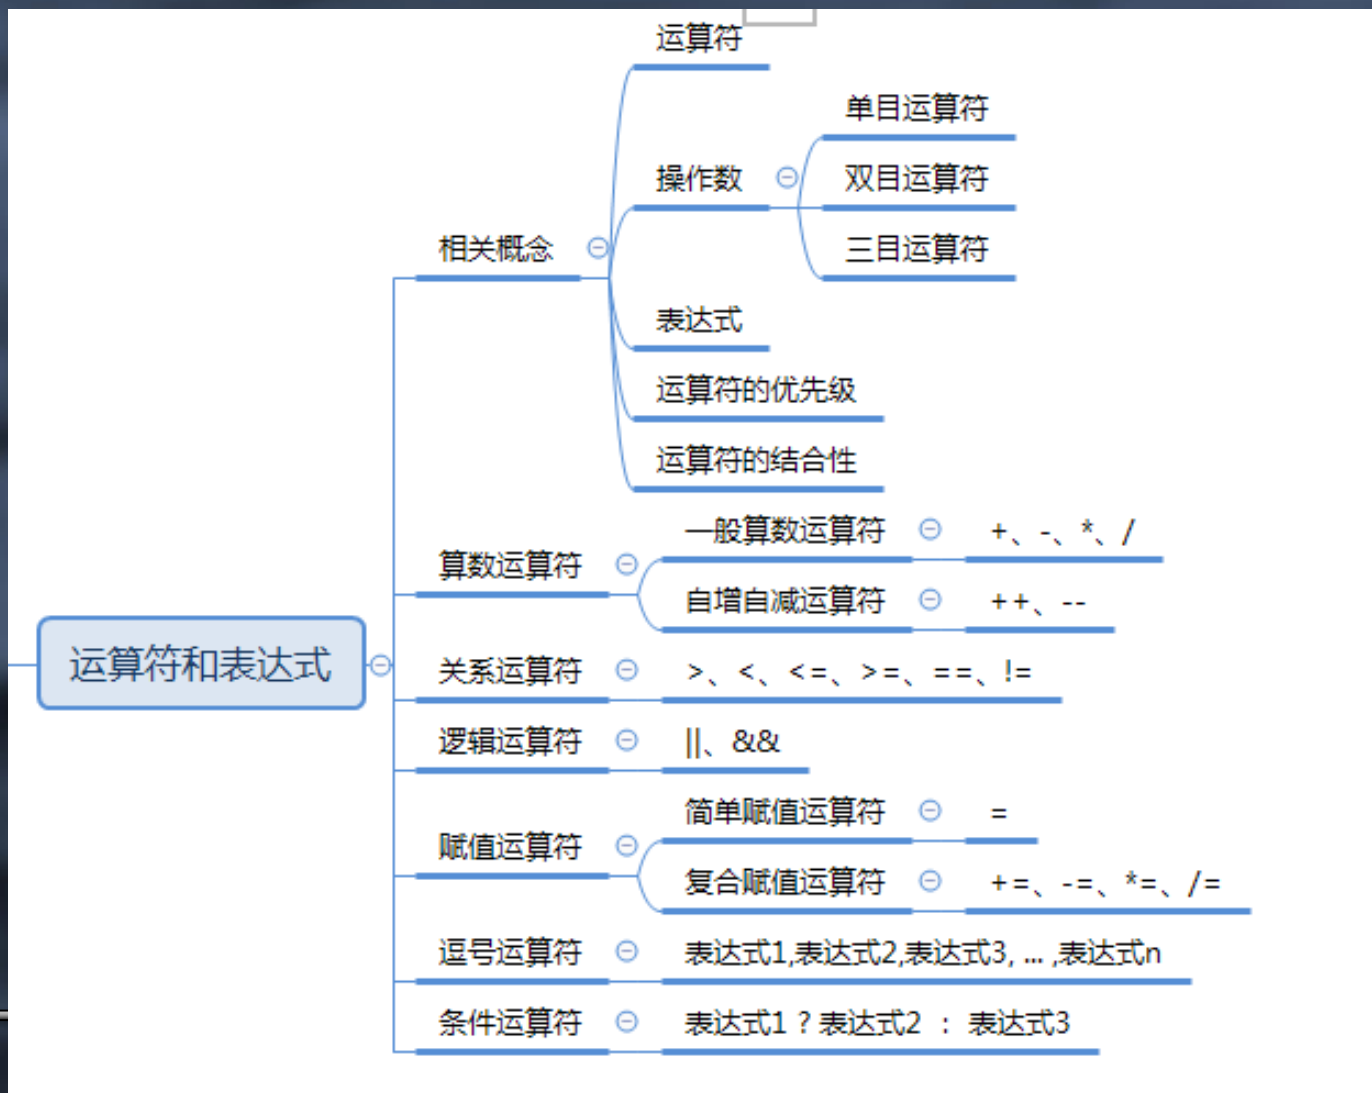 运算符
单目运算符
操作数
双目运算符
相关概念
三目运算符
表达式
运算符的优先级
运算符的结合性
一般算数运算符
+、-、*、/
算数运算符
自增自减运算符
++、--
运算符和表达式
关系运算符
>、<、<=、>=、==、!=
逻辑运算符
||、&&
简单赋值运算符
=
赋值运算符
复合赋值运算符
+=、-=、*=、/=
逗号运算符
表达式1,表达式2,表达式3, ... ,表达式n
条件运算符
表达式1 ? 表达式2 : 表达式3